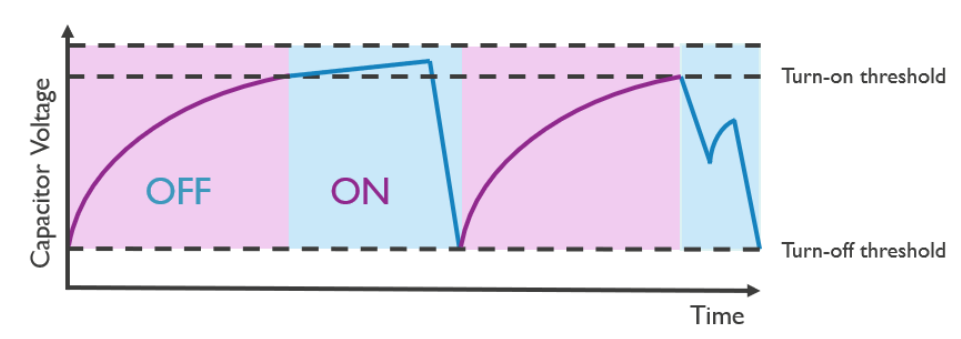 Capacitor Voltage
OFF
ON
Turn-on threshold
Turn-off threshold
Time